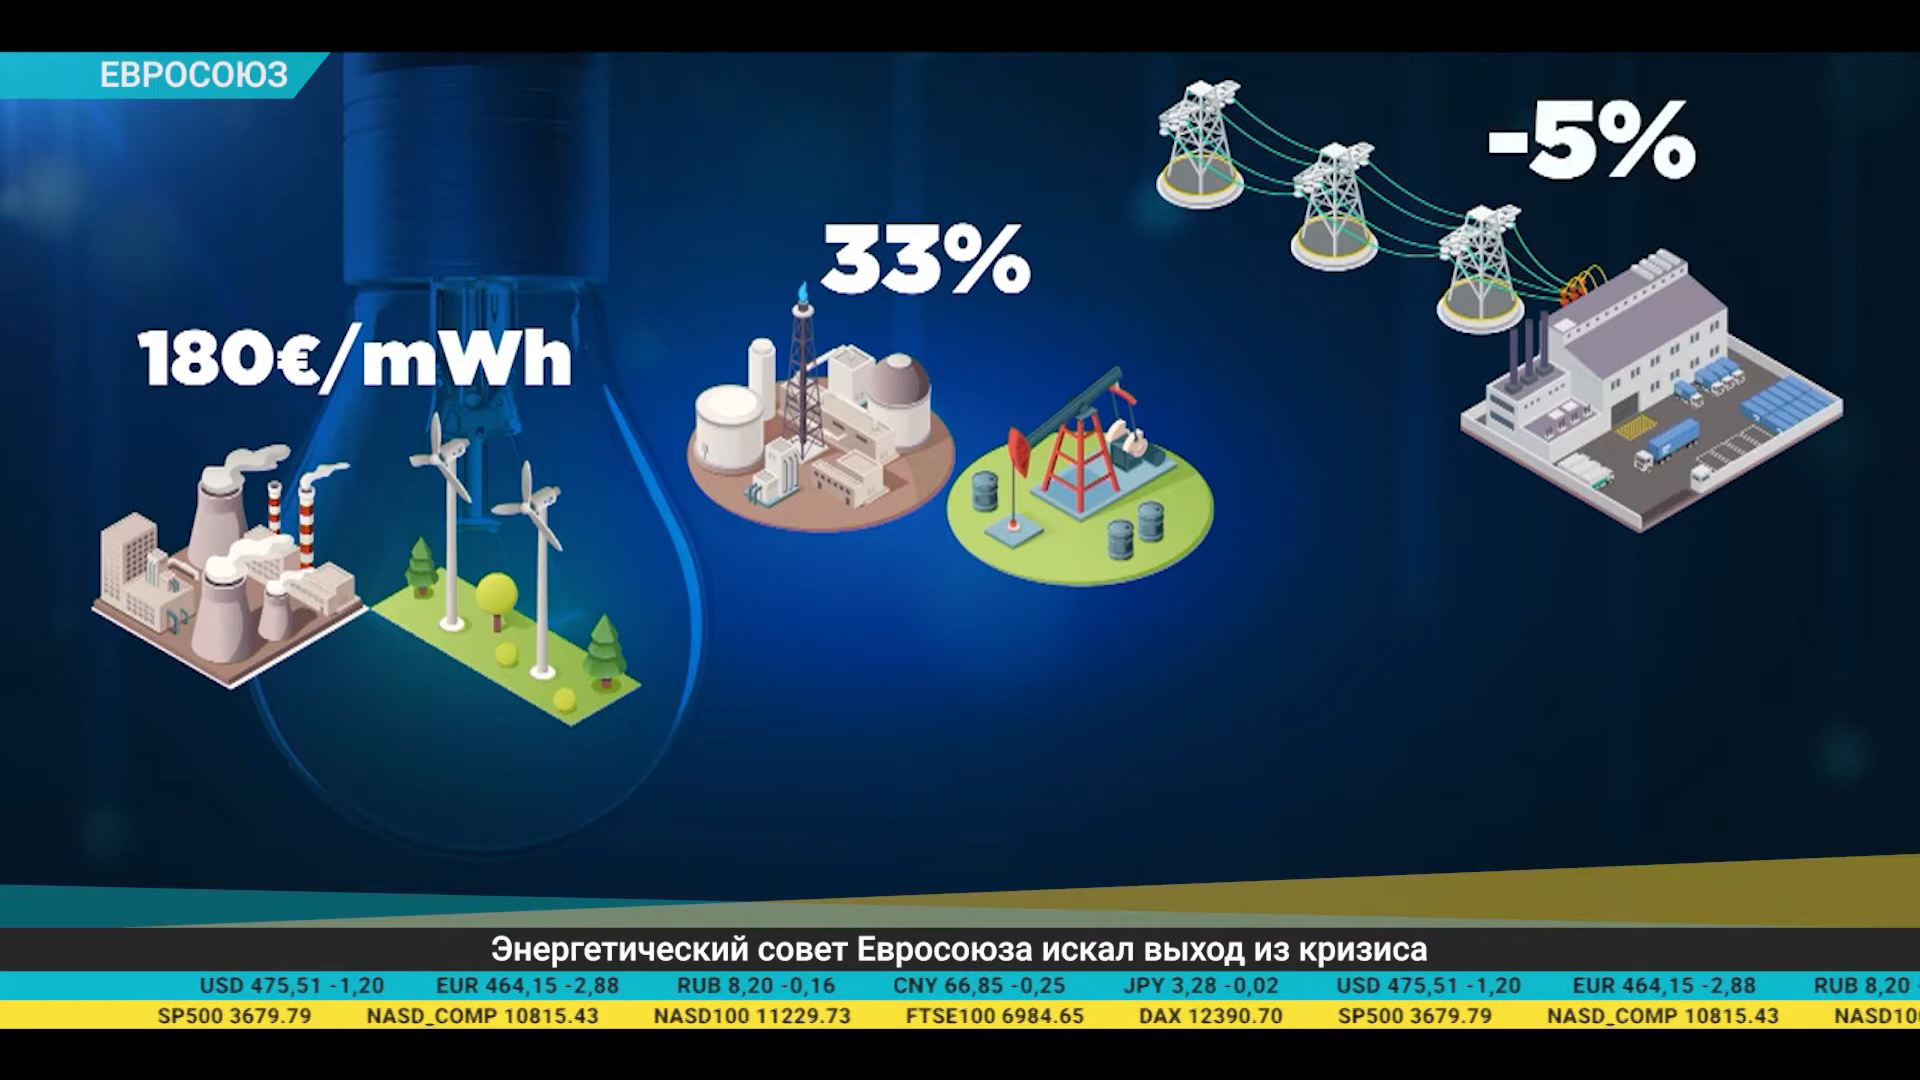 ЕВРОСОЮЗ
-5%
33%
180€/mWh
Энергетический совет Евросоюза искал выход из кризиса
USD 475,51 -1,20 EUR 464,15 -2,88 RUB 8,20 -0,16 CNY 66,85 -0,25 JPY 3,28 -0,02 USD 475,51 -1,20 EUR 464,15 -2,88 RUB 8,20
SP500 3679.79 NASD_COMP 10815.43 NASD100 11229.73 FTSE100 6984.65 DAX 12390.70 SP500 3679.79 NASD_COMP 10815.43 NASD10